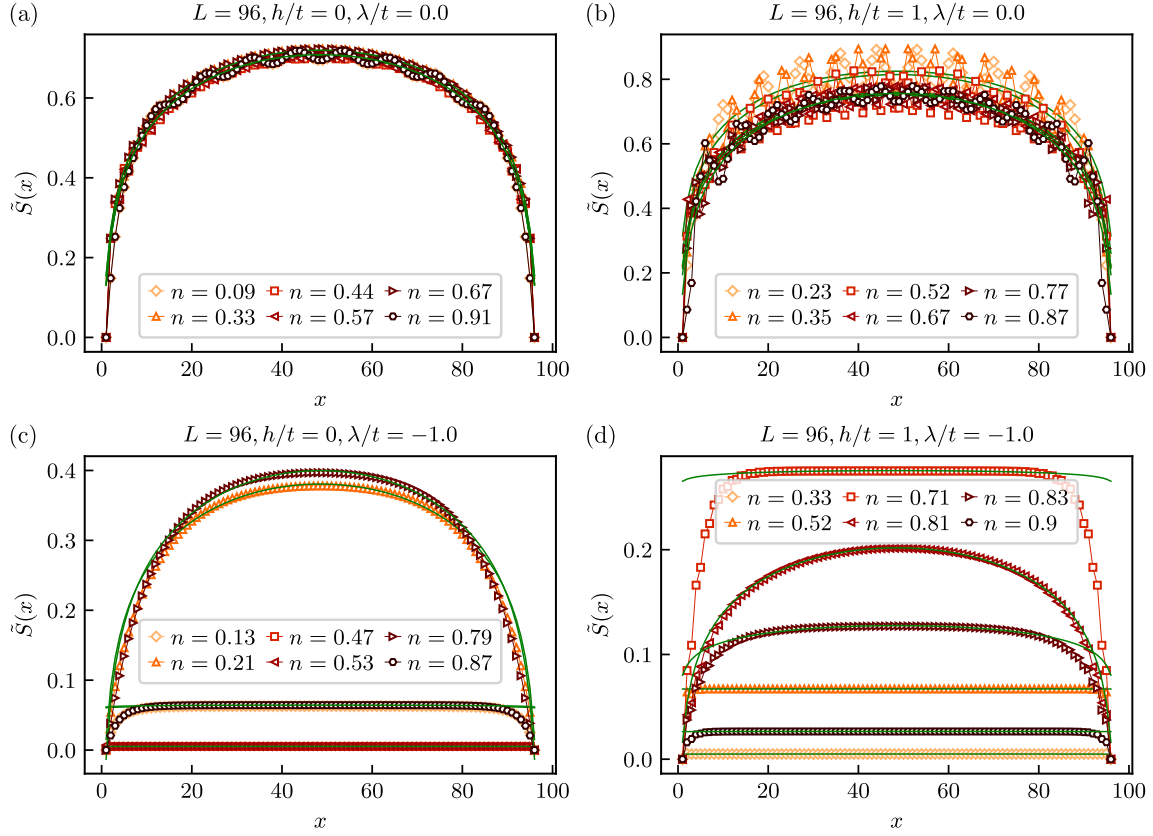 (a) L = 96, h/t = 0, λ/t = 0.0
S̃(x)
0.6
0.4
0.2
0.0
n = 0.09 n = 0.44 n = 0.67
n = 0.33 n = 0.57 n = 0.91
0 20 40 60 80 100
x
(b) L = 96, h/t = 1, λ/t = 0.0
S̃(x)
0.8
0.6
0.4
0.2
0.0
n = 0.23 n = 0.52 n = 0.77
n = 0.35 n = 0.67 n = 0.87
0 20 40 60 80 100
x
(c) L = 96, h/t = 0, λ/t = −1.0
S̃(x)
0.4
0.3
0.2
0.1
0.0
n = 0.13 n = 0.47 n = 0.79
n = 0.21 n = 0.53 n = 0.87
0 20 40 60 80 100
x
(d) L = 96, h/t = 1, λ/t = −1.0
S̃(x)
0.2
0.1
0.0
n = 0.33 n = 0.71 n = 0.83
n = 0.52 n = 0.81 n = 0.9
0 20 40 60 80 100
x